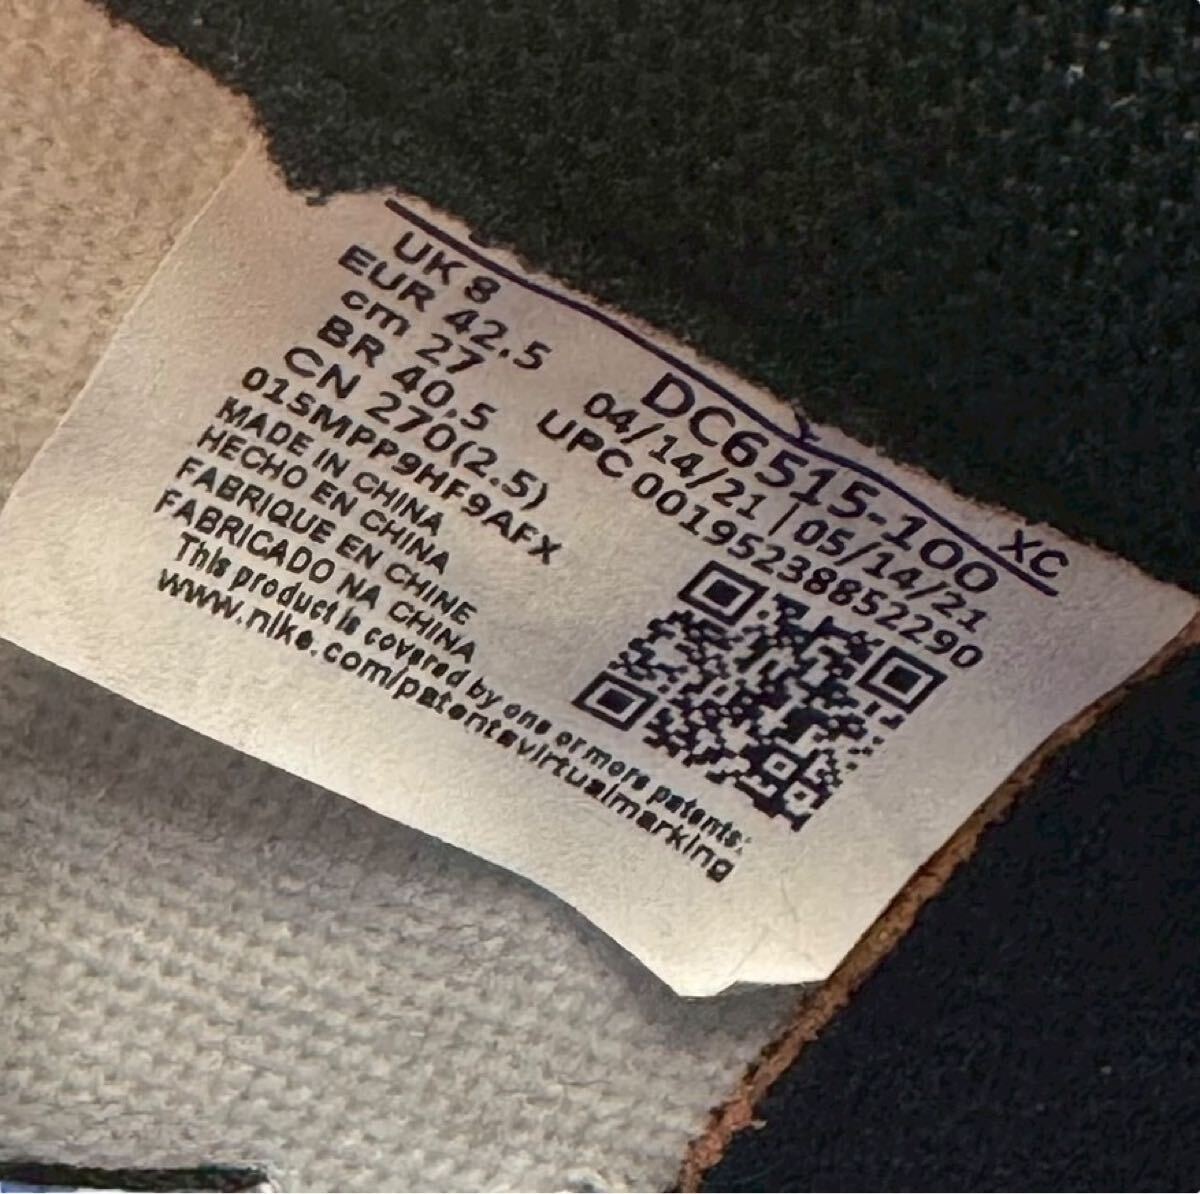 UK 8
EUR 42.5
cm 27
BR 40.5
CN 270(2.5)
015MPP9HF9AFX
MADE IN CHINA
HECHO EN CHINA
FABRIQUE EN CHINE
FABRICADO NA CHINA
This product is covered by one or more patents:
www.nike.com/patentsvirtualmarking
XC
DC6515-100
04/14/21 | 05/14/21
UPC 00195238852290